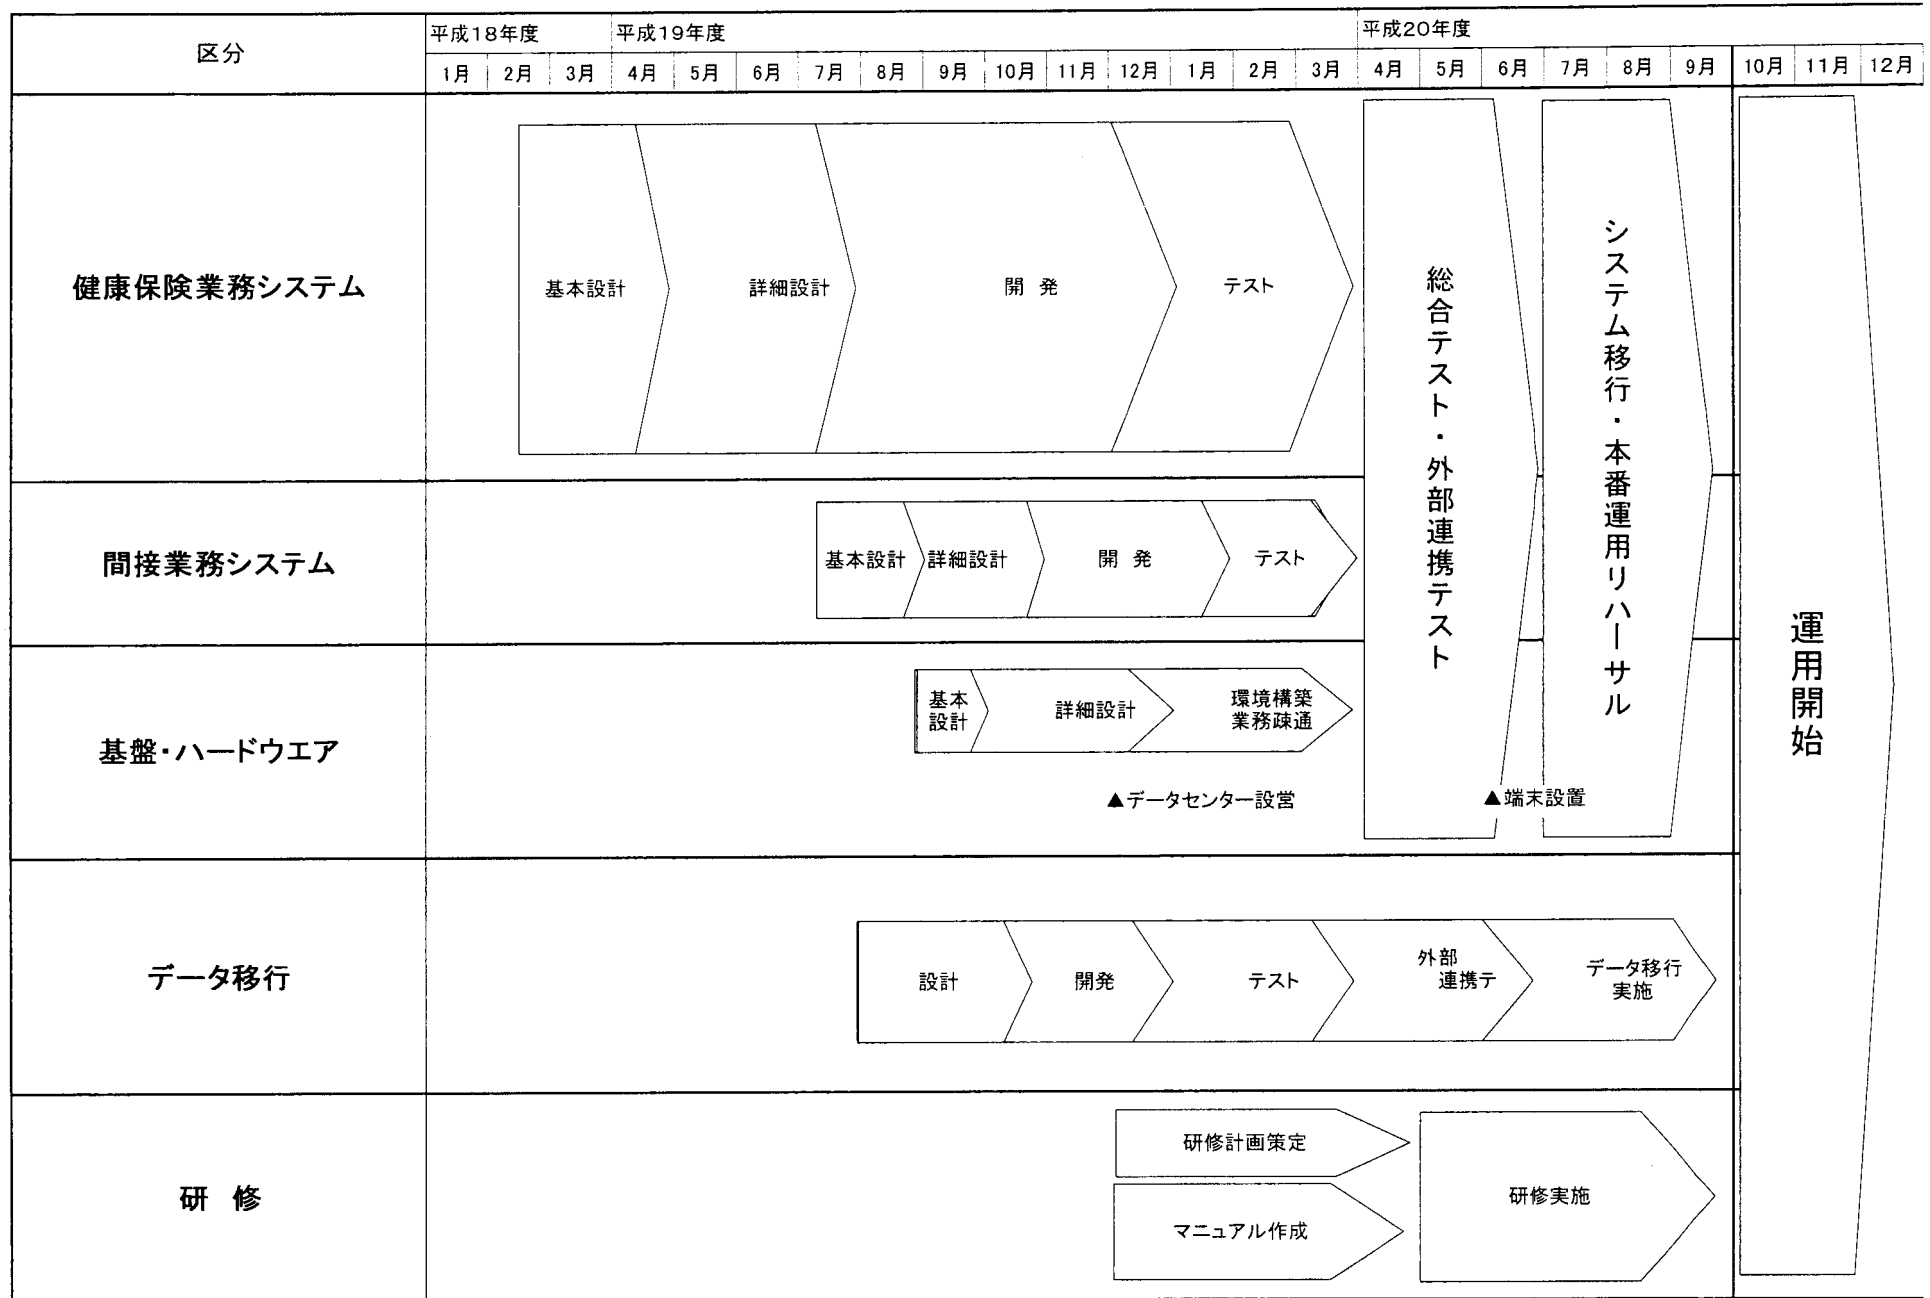 区分
平成18年度
平成19年度
平成20年度
1月 2月 3月 4月 5月 6月 7月 8月 9月 10月 11月 12月 1月 2月 3月 4月 5月 6月 7月 8月 9月 10月 11月 12月
健康保険業務システム
基本設計
詳細設計
開 発
テスト
総合テスト・外部連携テスト
システム移行・本番運用リハーサル
運用開始
間接業務システム
基本設計
詳細設計
開 発
テスト
基盤・ハードウエア
基本
設計
詳細設計
環境構築
業務疎通
▲データセンター設営
▲端末設置
データ移行
設計
開発
テスト
外部
連携テ
データ移行
実施
研 修
研修計画策定
マニュアル作成
研修実施